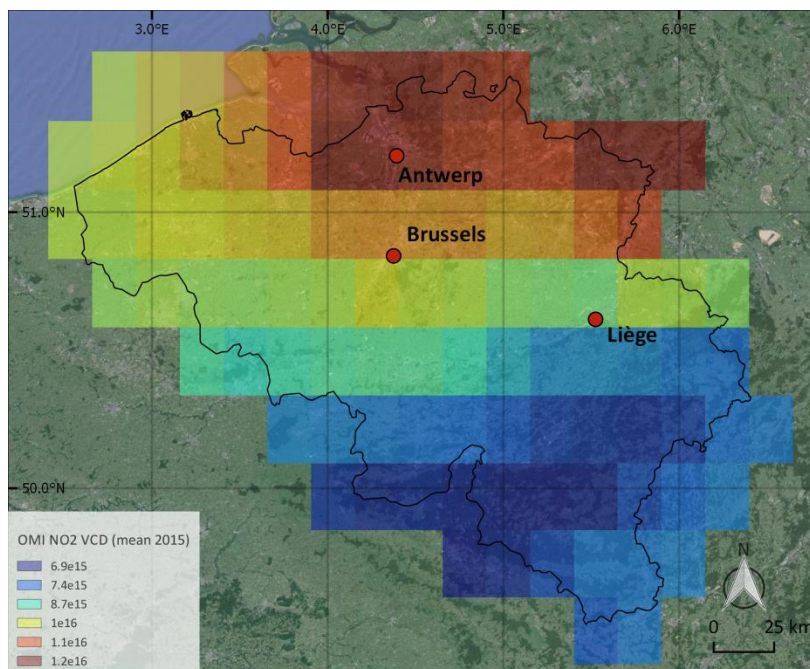 3.0°E 4.0°E 5.0°E 6.0°E
51.0°N
Antwerp
Brussels
Liège
50.0°N
OMI NO2 VCD (mean 2015)
6.9e15
7.4e15
8.7e15
1e16
1.1e16
1.2e16
N
0 25 km